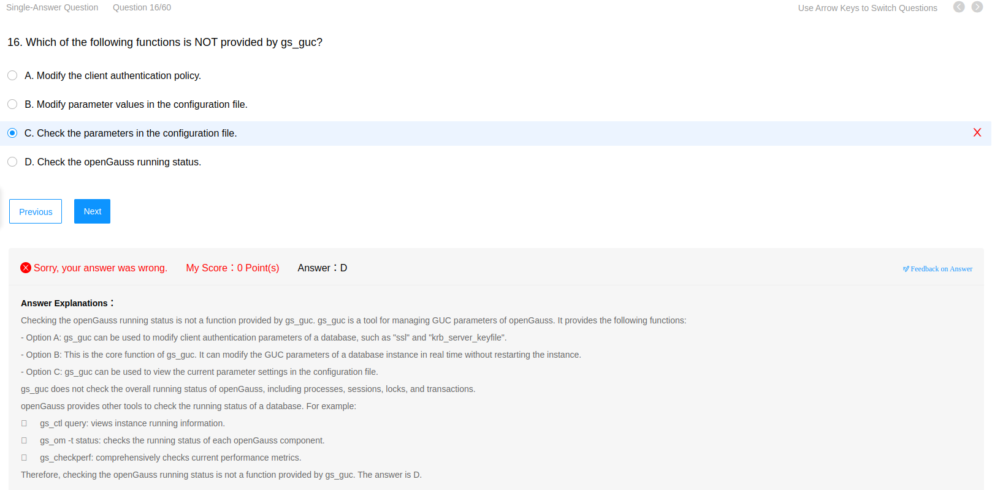 Single-Answer Question Question 16/60 Use Arrow Keys to Switch Questions
16. Which of the following functions is NOT provided by gs_guc?
A. Modify the client authentication policy.
B. Modify parameter values in the configuration file.
C. Check the parameters in the configuration file. X
D. Check the openGauss running status.
Previous Next
Sorry, your answer was wrong. My Score：0 Point(s) Answer：D Feedback on Answer
Answer Explanations：
Checking the openGauss running status is not a function provided by gs_guc. gs_guc is a tool for managing GUC parameters of openGauss. It provides the following functions:
- Option A: gs_guc can be used to modify client authentication parameters of a database, such as "ssl" and "krb_server_keyfile".
- Option B: This is the core function of gs_guc. It can modify the GUC parameters of a database instance in real time without restarting the instance.
- Option C: gs_guc can be used to view the current parameter settings in the configuration file.
gs_guc does not check the overall running status of openGauss, including processes, sessions, locks, and transactions.
openGauss provides other tools to check the running status of a database. For example:
gs_ctl query: views instance running information.
gs_om -t status: checks the running status of each openGauss component.
gs_checkperf: comprehensively checks current performance metrics.
Therefore, checking the openGauss running status is not a function provided by gs_guc. The answer is D.